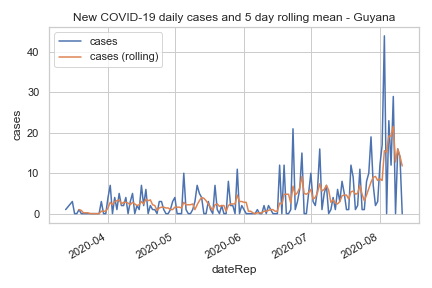 New COVID-19 daily cases and 5 day rolling mean - Guyana
cases
cases (rolling)
40
30
20
10
0
cases
2020-04
2020-05
2020-06
2020-07
2020-08
dateRep